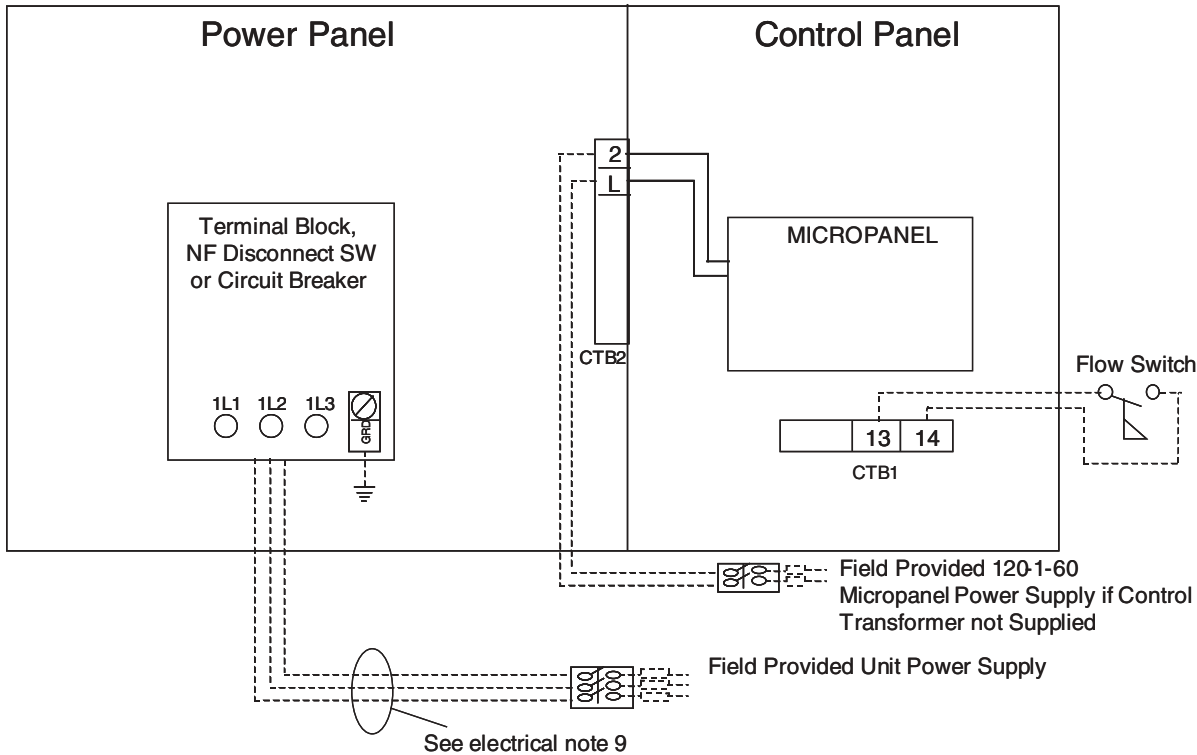 Power Panel
Control Panel
2
L
Terminal Block,
NF Disconnect SW
or Circuit Breaker
MICROPANEL
CTB2
Flow Switch
1L1 1L2 1L3
GRD
13 14
CTB1
Field Provided 120-1-60
Micropanel Power Supply if Control
Transformer not Supplied
Field Provided Unit Power Supply
See electrical note 9